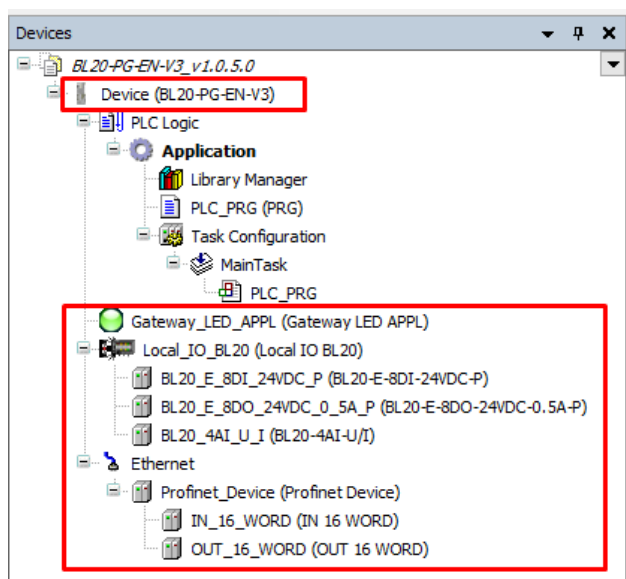 Devices
BL20-PG-EN-V3_v1.0.5.0
Device (BL20-PG-EN-V3)
PLC Logic
Application
Library Manager
PLC_PRG (PRG)
Task Configuration
MainTask
PLC_PRG
Gateway_LED_APPL (Gateway LED APPL)
Local_IO_BL20 (Local IO BL20)
BL20_E_8DI_24VDC_P (BL20-E-8DI-24VDC-P)
BL20_E_8DO_24VDC_0_5A_P (BL20-E-8DO-24VDC-0.5A-P)
BL20_4AI_U_I (BL20-4AI-U/I)
Ethernet
Profinet_Device (Profinet Device)
IN_16_WORD (IN 16 WORD)
OUT_16_WORD (OUT 16 WORD)